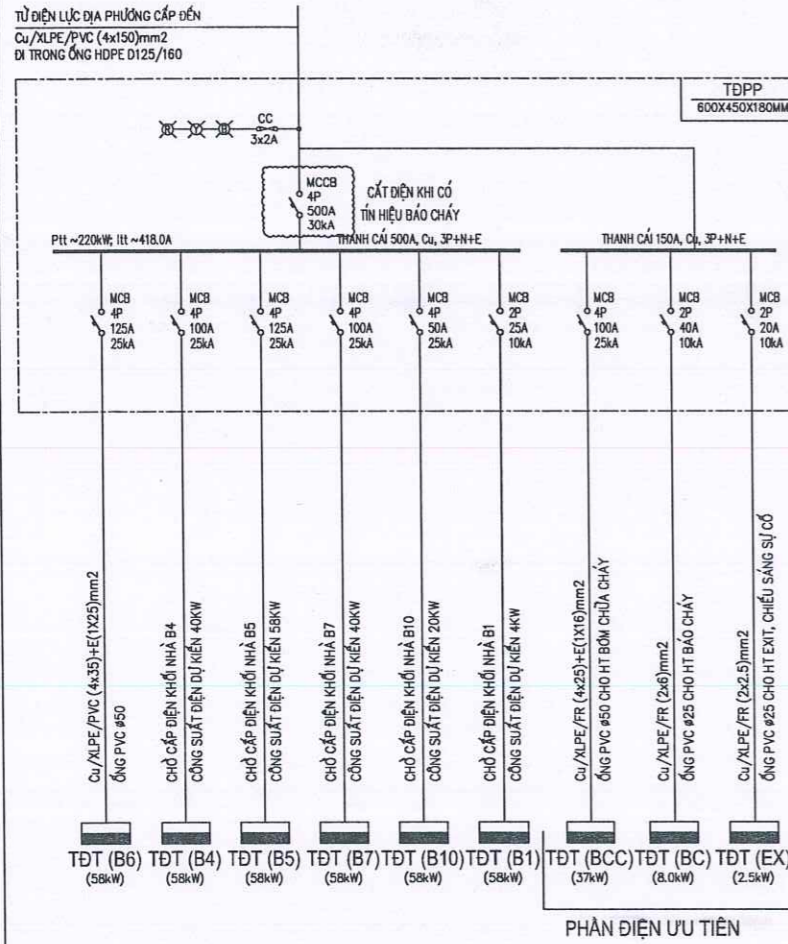 TỪ ĐIỆN LỰC ĐỊA PHƯƠNG CẤP ĐẾN
Cu/XLPE/PVC (4x150)mm2
ĐI TRONG ỐNG HDPE D125/160
TĐPP
600X450X180MM
R Y B
CC
3x2A
MCCB
4P
500A
30kA
CẮT ĐIỆN KHI CÓ
TÍN HIỆU BÁO CHÁY
Ptt ~220kW; Itt ~418.0A
THANH CÁI 500A, Cu, 3P+N+E
THANH CÁI 150A, Cu, 3P+N+E
MCB
4P
125A
25kA
MCB
4P
100A
25kA
MCB
4P
125A
25kA
MCB
4P
100A
25kA
MCB
4P
50A
25kA
MCB
2P
25A
10kA
MCB
4P
100A
25kA
MCB
2P
40A
10kA
MCB
2P
20A
10kA
Cu/XLPE/PVC (4x35)+E(1X25)mm2
ỐNG PVC ø50
CHỜ CẤP ĐIỆN KHỐI NHÀ B4
CÔNG SUẤT ĐIỆN DỰ KIẾN 40KW
CHỜ CẤP ĐIỆN KHỐI NHÀ B5
CÔNG SUẤT ĐIỆN DỰ KIẾN 58KW
CHỜ CẤP ĐIỆN KHỐI NHÀ B7
CÔNG SUẤT ĐIỆN DỰ KIẾN 40KW
CHỜ CẤP ĐIỆN KHỐI NHÀ B10
CÔNG SUẤT ĐIỆN DỰ KIẾN 20KW
CHỜ CẤP ĐIỆN KHỐI NHÀ B1
CÔNG SUẤT ĐIỆN DỰ KIẾN 4KW
Cu/XLPE/FR (4x25)+E(1X16)mm2
ỐNG PVC ø50 CHO HT BƠM CHỮA CHÁY
Cu/XLPE/FR (2x6)mm2
ỐNG PVC ø25 CHO HT BÁO CHÁY
Cu/XLPE/FR (2x2.5)mm2
ỐNG PVC ø25 CHO HT EXIT, CHIẾU SÁNG SỰ CỐ
TĐT (B6)
(58kW)
TĐT (B4)
(58kW)
TĐT (B5)
(58kW)
TĐT (B7)
(58kW)
TĐT (B10)
(58kW)
TĐT (B1)
(58kW)
TĐT (BCC)
(37kW)
TĐT (BC)
(8.0kW)
TĐT (EX)
(2.5kW)
PHẦN ĐIỆN ƯU TIÊN